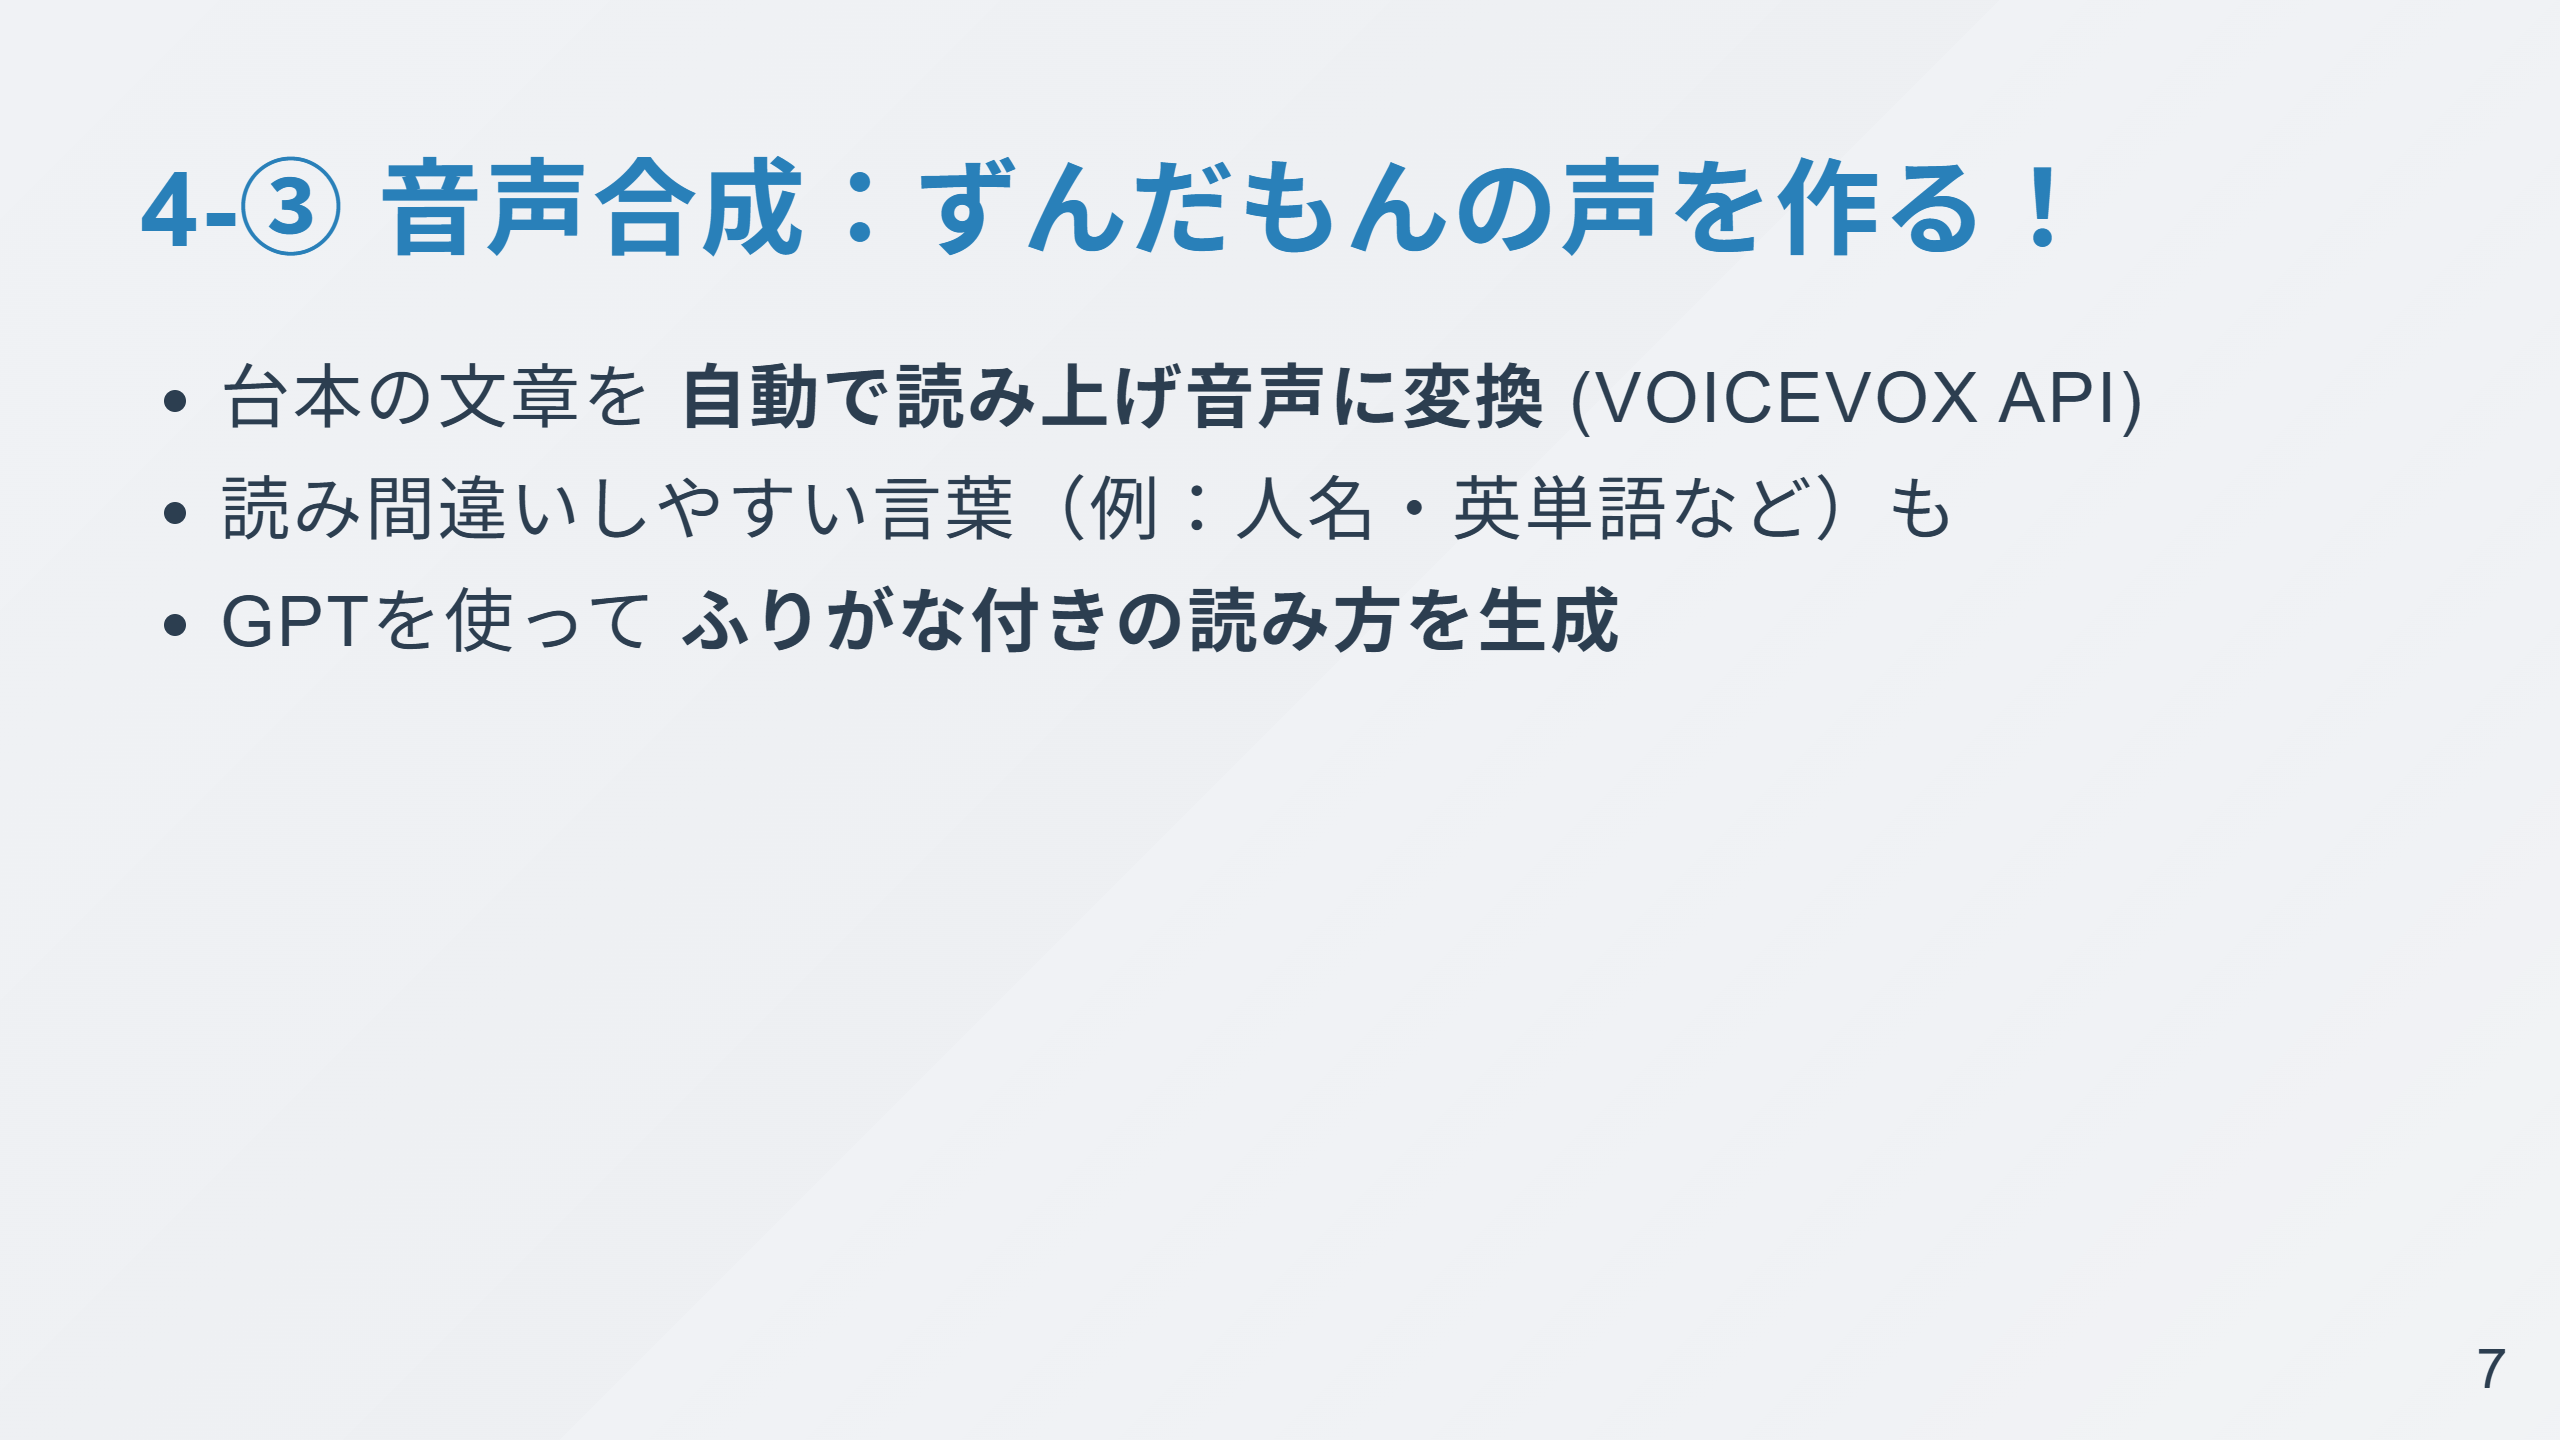 4-③ 音声合成：ずんだもんの声を作る！
• 台本の文章を 自動で読み上げ音声に変換 (VOICEVOX API)
• 読み間違いしやすい言葉（例：人名・英単語など）も
• GPTを使って ふりがな付きの読み方を生成
7